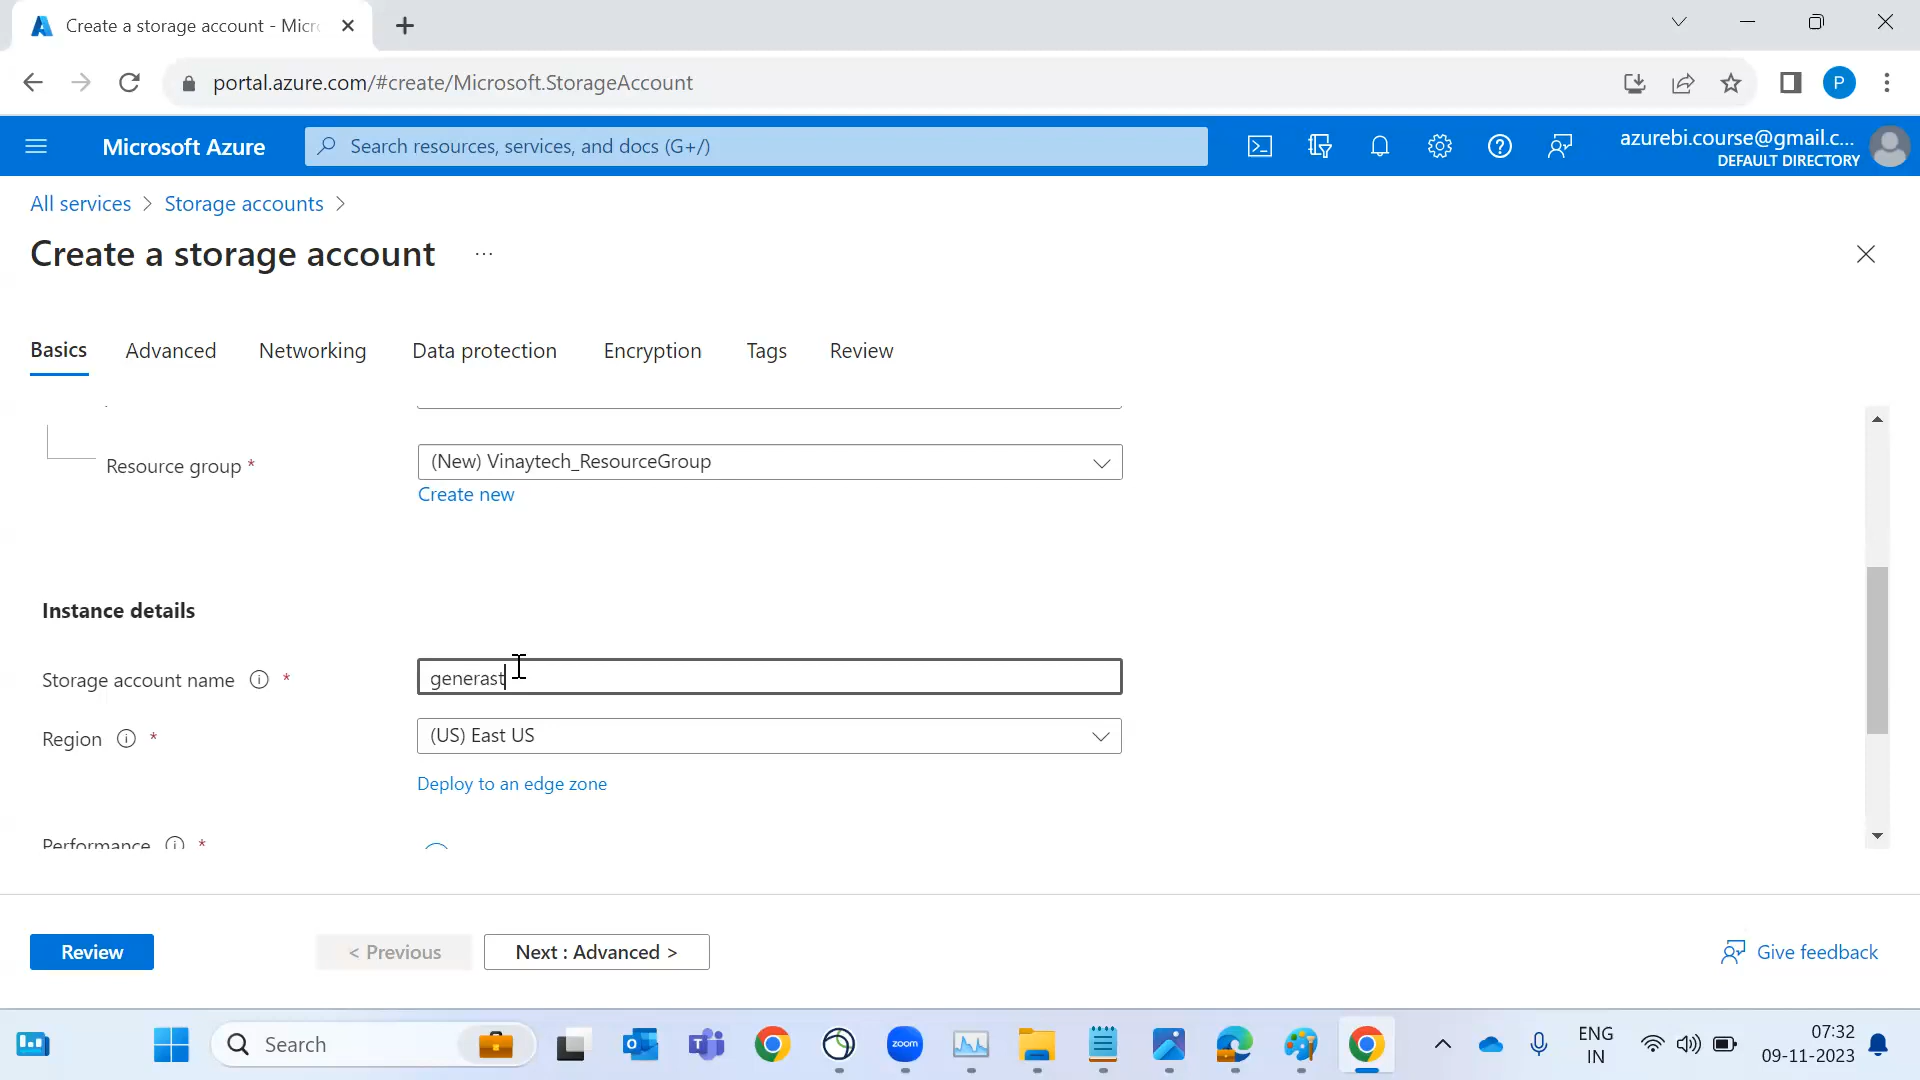 Create a storage account - Micr
portal.azure.com/#create/Microsoft.StorageAccount
P
Microsoft Azure
Search resources, services, and docs (G+/)
azurebi.course@gmail.c...
DEFAULT DIRECTORY
All services > Storage accounts >
Create a storage account ...
Basics Advanced Networking Data protection Encryption Tags Review
Resource group * (New) Vinaytech_ResourceGroup
Create new
Instance details
Storage account name * generast
Region * (US) East US
Deploy to an edge zone
Performance *
Review < Previous Next : Advanced > Give feedback
Search zoom ENG 07:32
IN 09-11-2023